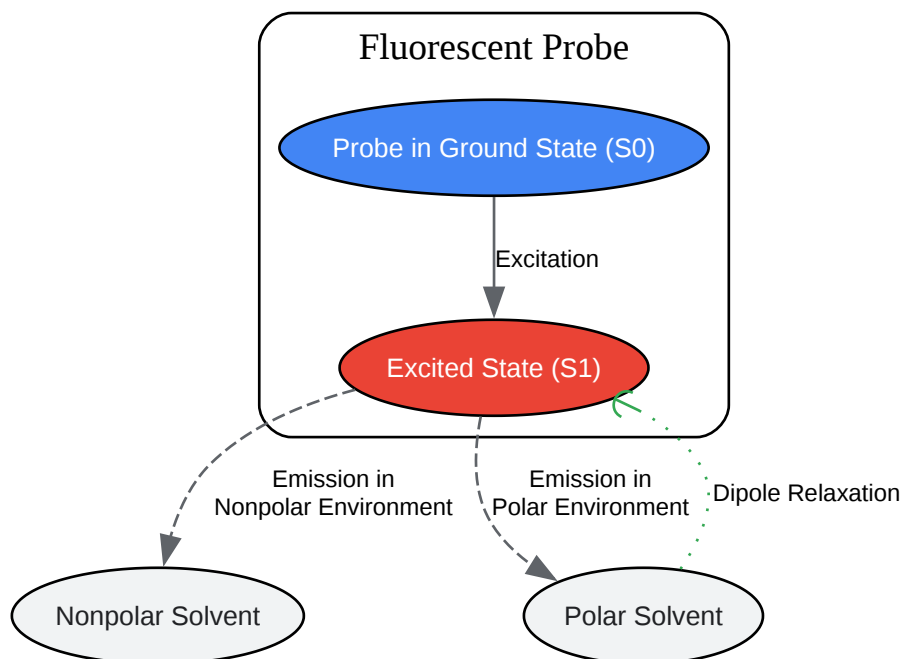 Fluorescent Probe
Probe in Ground State (S0)
Excitation
Excited State (S1)
Emission in
Nonpolar Environment
Emission in
Polar Environment
Dipole Relaxation
Nonpolar Solvent
Polar Solvent